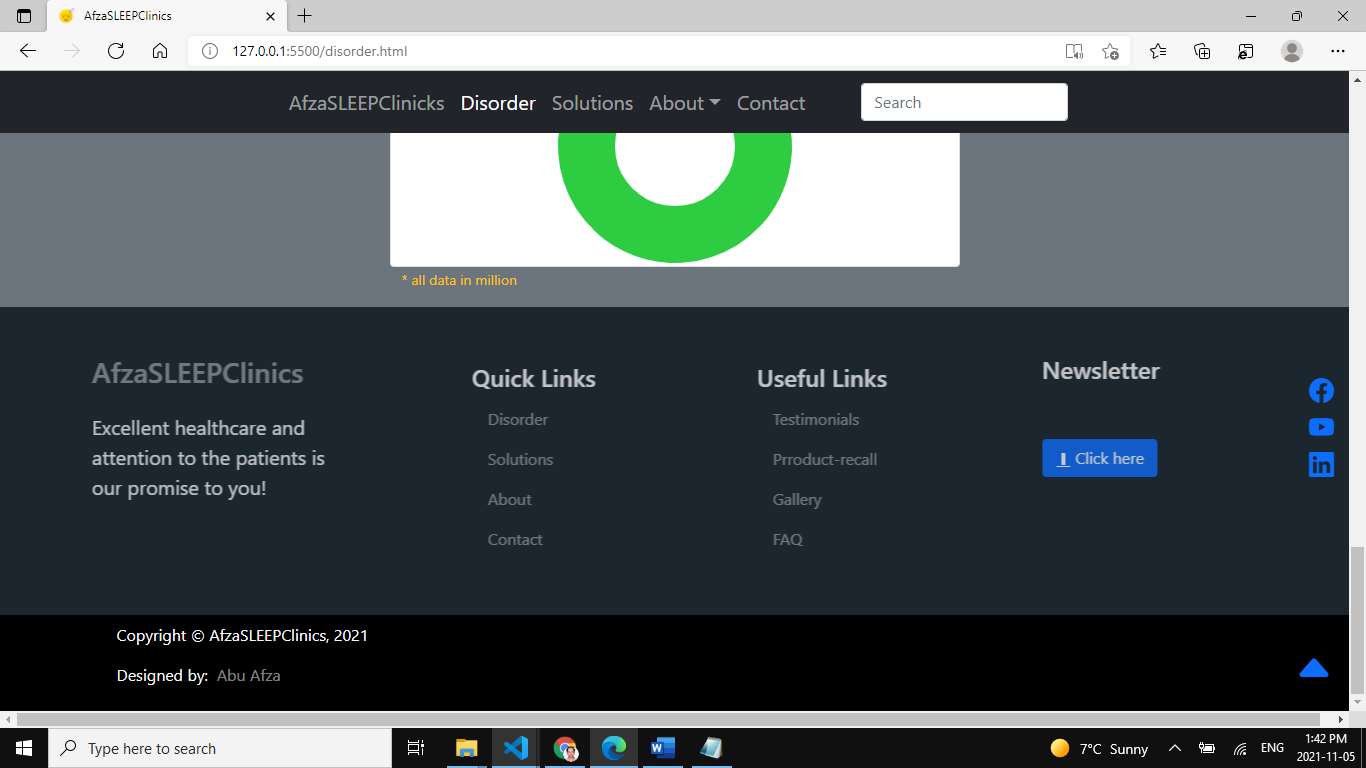 AfzaSLEEPClinics
127.0.0.1:5500/disorder.html
AfzaSLEEPClinicks Disorder Solutions About Contact Search
* all data in million
AfzaSLEEPClinics
Excellent healthcare and
attention to the patients is
our promise to you!
Quick Links
Disorder
Solutions
About
Contact
Useful Links
Testimonials
Prroduct-recall
Gallery
FAQ
Newsletter
Click here
Copyright © AfzaSLEEPClinics, 2021
Designed by: Abu Afza
Type here to search
7°C Sunny
ENG
1:42 PM
2021-11-05